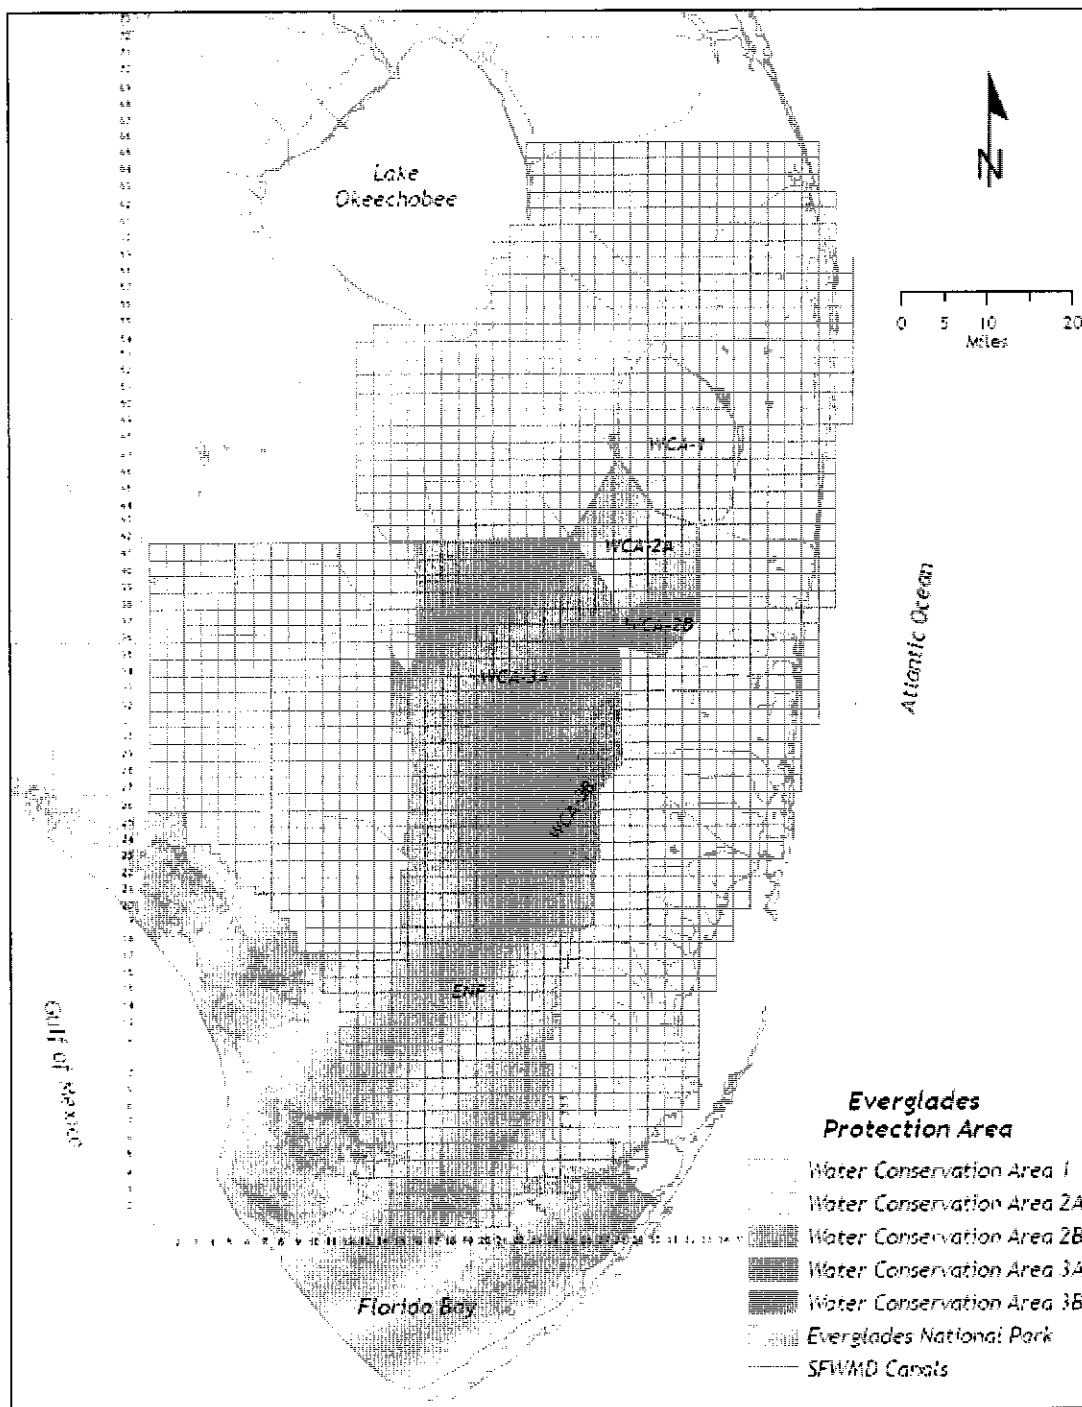 Lake
Okeechobee
N
0 5 10 20
Miles
WCA-1
WCA-2A
WCA-2B
WCA-3A
WCA-3B
Atlantic Ocean
ENP
Gulf of Mexico
Florida Bay
Everglades
Protection Area
Water Conservation Area 1
Water Conservation Area 2A
Water Conservation Area 2B
Water Conservation Area 3A
Water Conservation Area 3B
Everglades National Park
SFWMD Canals